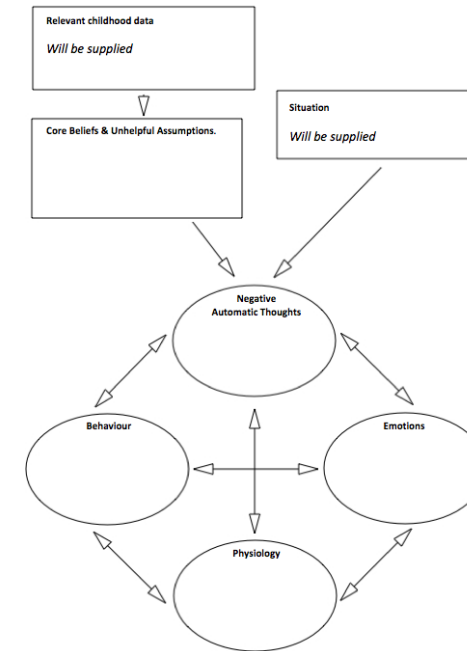 Relevant childhood data
Will be supplied
Situation
Will be supplied
Core Beliefs & Unhelpful Assumptions.
Negative
Automatic Thoughts
Behaviour
Emotions
Physiology